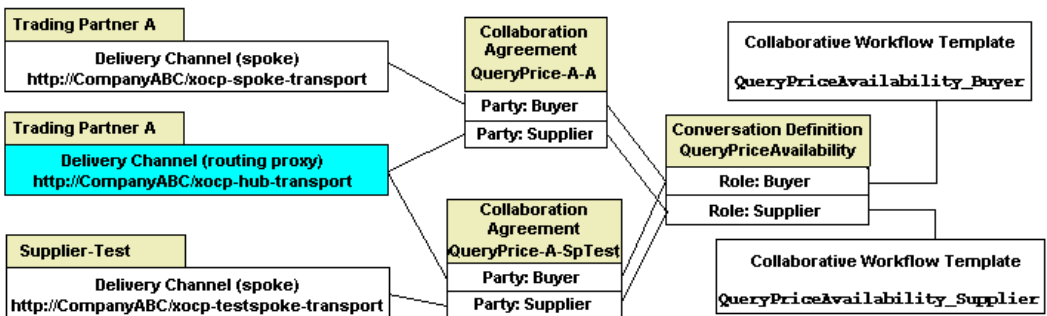 Trading Partner A
Delivery Channel (spoke)
http://CompanyABC/xocp-spoke-transport
Trading Partner A
Delivery Channel (routing proxy)
http://CompanyABC/xocp-hub-transport
Supplier-Test
Delivery Channel (spoke)
http://CompanyABC/xocp-testspoke-transport
Collaboration
Agreement
QueryPrice-A-A
Party: Buyer
Party: Supplier
Collaboration
Agreement
QueryPrice-A-SpTest
Party: Buyer
Party: Supplier
Conversation Definition
QueryPriceAvailability
Role: Buyer
Role: Supplier
Collaborative Workflow Template
QueryPriceAvailability_Buyer
Collaborative Workflow Template
QueryPriceAvailability_Supplier